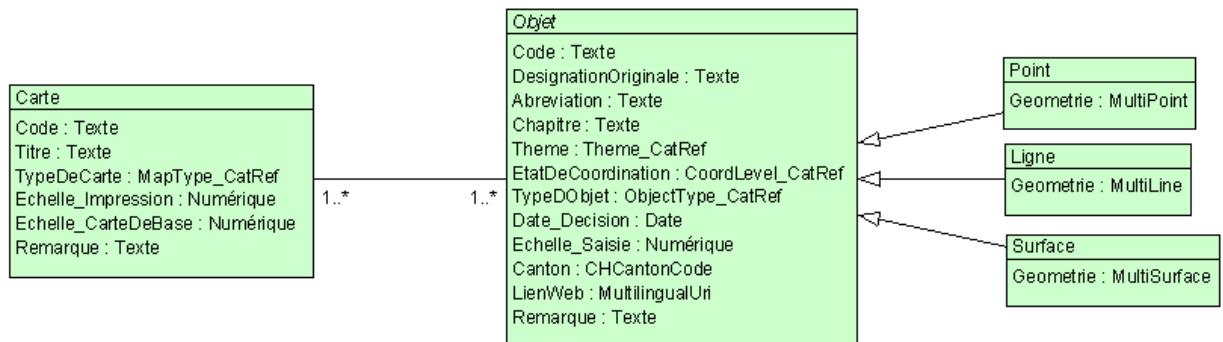 Carte
Code : Texte
Titre : Texte
TypeDeCarte : MapType_CatRef
Echelle_Impression : Numérique
Echelle_CarteDeBase : Numérique
Remarque : Texte
1..*
1..*
Objet
Code : Texte
DesignationOriginale : Texte
Abreviation : Texte
Chapitre : Texte
Theme : Theme_CatRef
EtatDeCoordination : CoordLevel_CatRef
TypeDObjet : ObjectType_CatRef
Date_Decision : Date
Echelle_Saisie : Numérique
Canton : CHCantonCode
LienWeb : MultilingualUri
Remarque : Texte
Point
Geometrie : MultiPoint
Ligne
Geometrie : MultiLine
Surface
Geometrie : MultiSurface